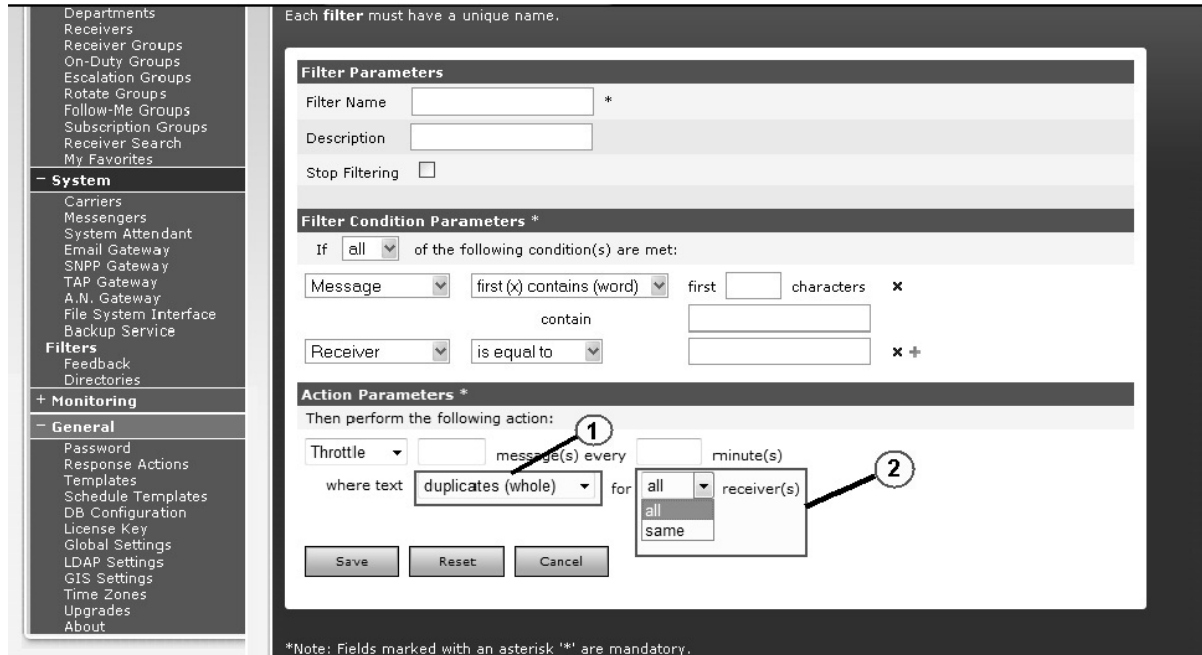 Departments
Receivers
Receiver Groups
On-Duty Groups
Escalation Groups
Rotate Groups
Follow-Me Groups
Subscription Groups
Receiver Search
My Favorites
− System
Carriers
Messengers
System Attendant
Email Gateway
SNPP Gateway
TAP Gateway
A.N. Gateway
File System Interface
Backup Service
Filters
Feedback
Directories
+ Monitoring
− General
Password
Response Actions
Templates
Schedule Templates
DB Configuration
License Key
Global Settings
LDAP Settings
GIS Settings
Time Zones
Upgrades
About
Each filter must have a unique name.
Filter Parameters
Filter Name *
Description
Stop Filtering
Filter Condition Parameters *
If all of the following condition(s) are met:
Message first (x) contains (word) first characters x
contain
Receiver is equal to x +
Action Parameters *
Then perform the following action:
1
Throttle message(s) every minute(s)
2
where text duplicates (whole) for all receiver(s)
all
same
Save Reset Cancel
*Note: Fields marked with an asterisk '*' are mandatory.